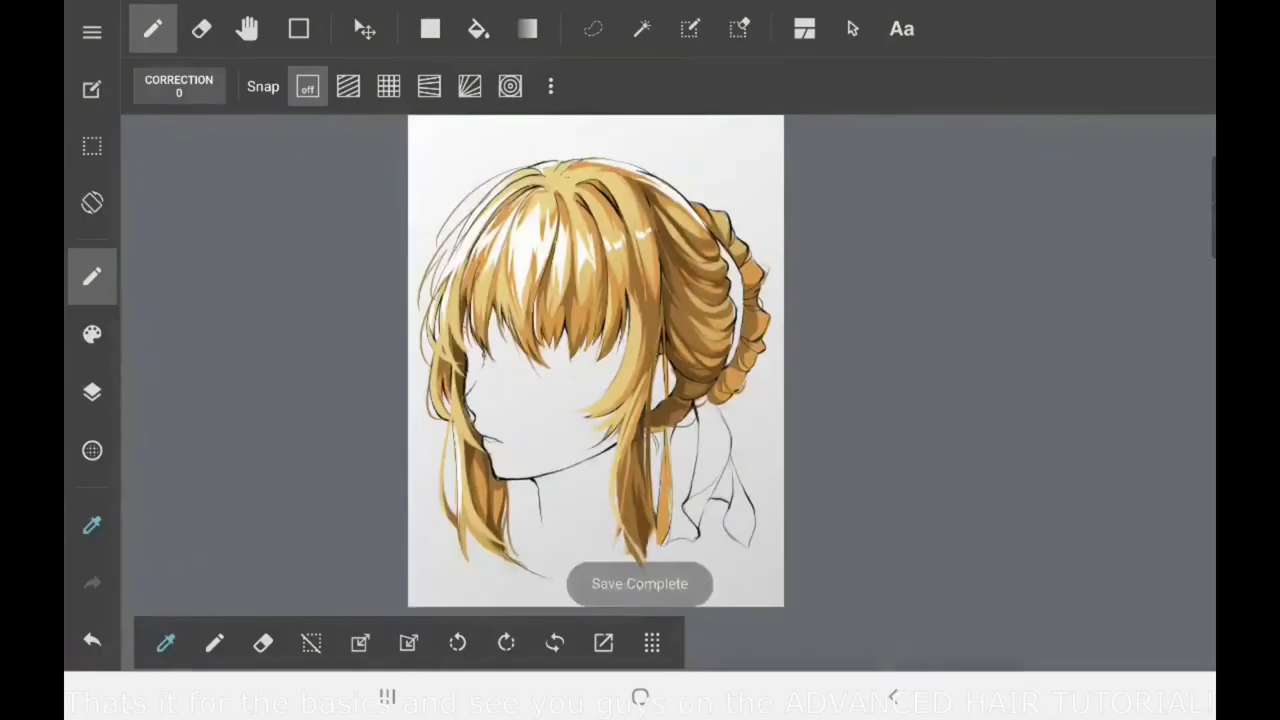 Aa
CORRECTION
0
Snap
off
Save Complete
Thats it for the basics and see you guys on the ADVANCED HAIR TUTORIAL!